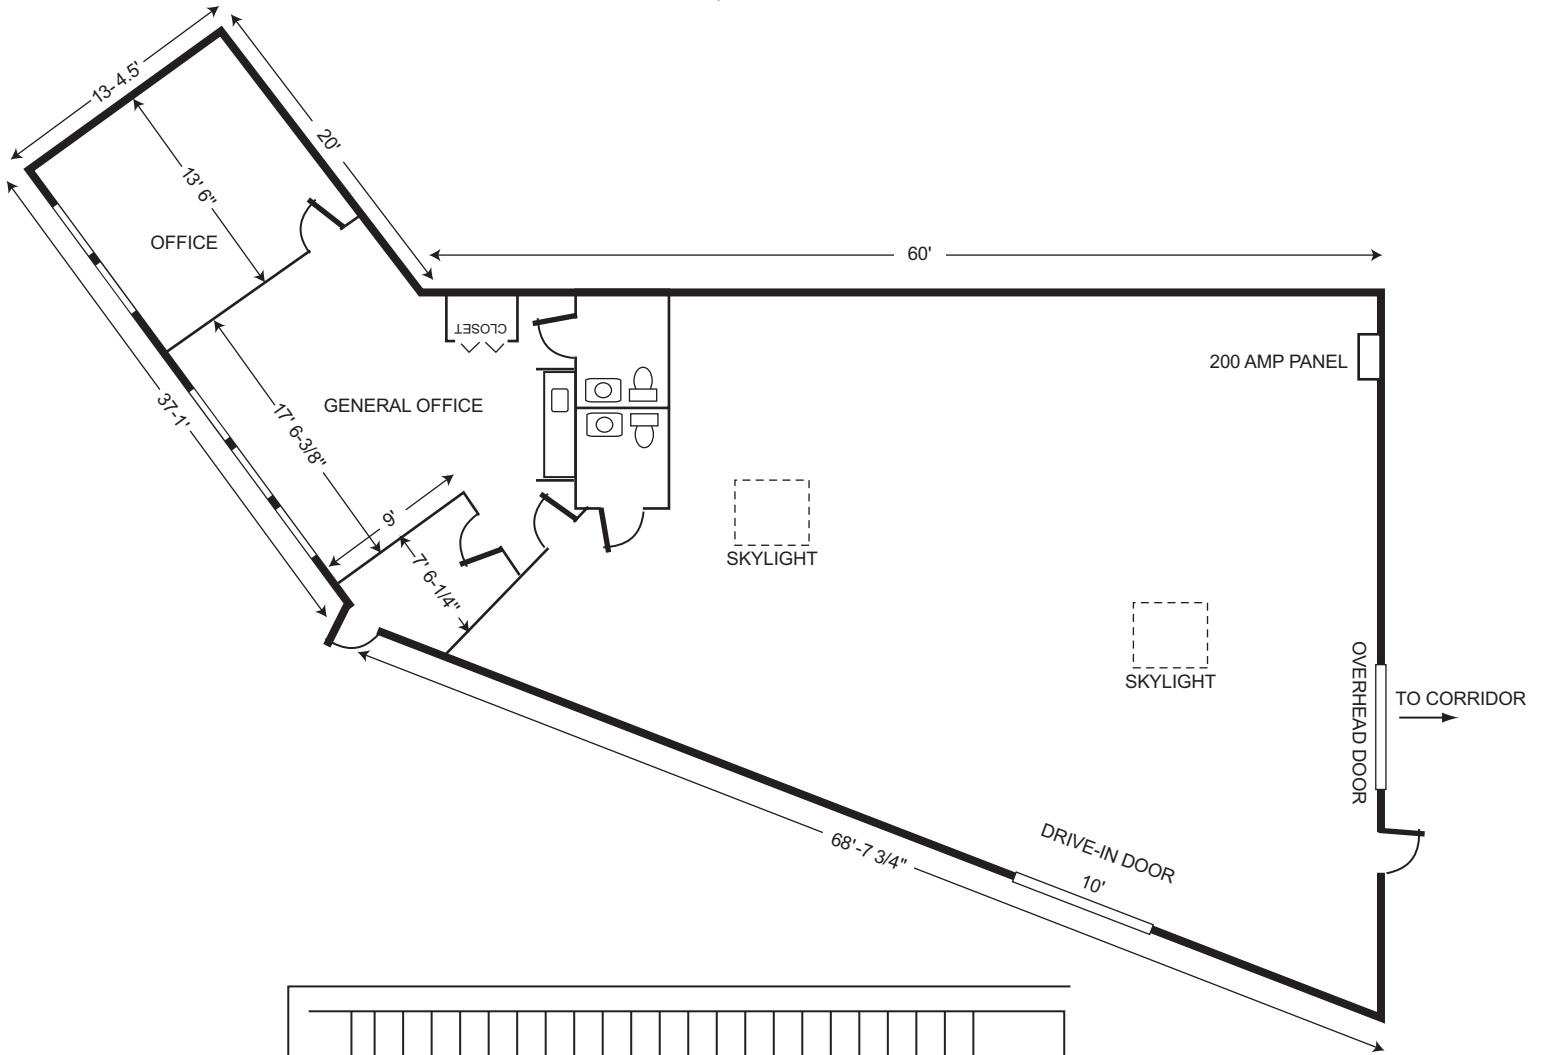 13-4.5'
20'
13' 6"
OFFICE
60'
CLOSET
200 AMP PANEL
37-1'
17' 6-3/8"
GENERAL OFFICE
9'
7' 6-1/4"
SKYLIGHT
SKYLIGHT
OVERHEAD DOOR
TO CORRIDOR
68'-7 3/4"
DRIVE-IN DOOR
10'